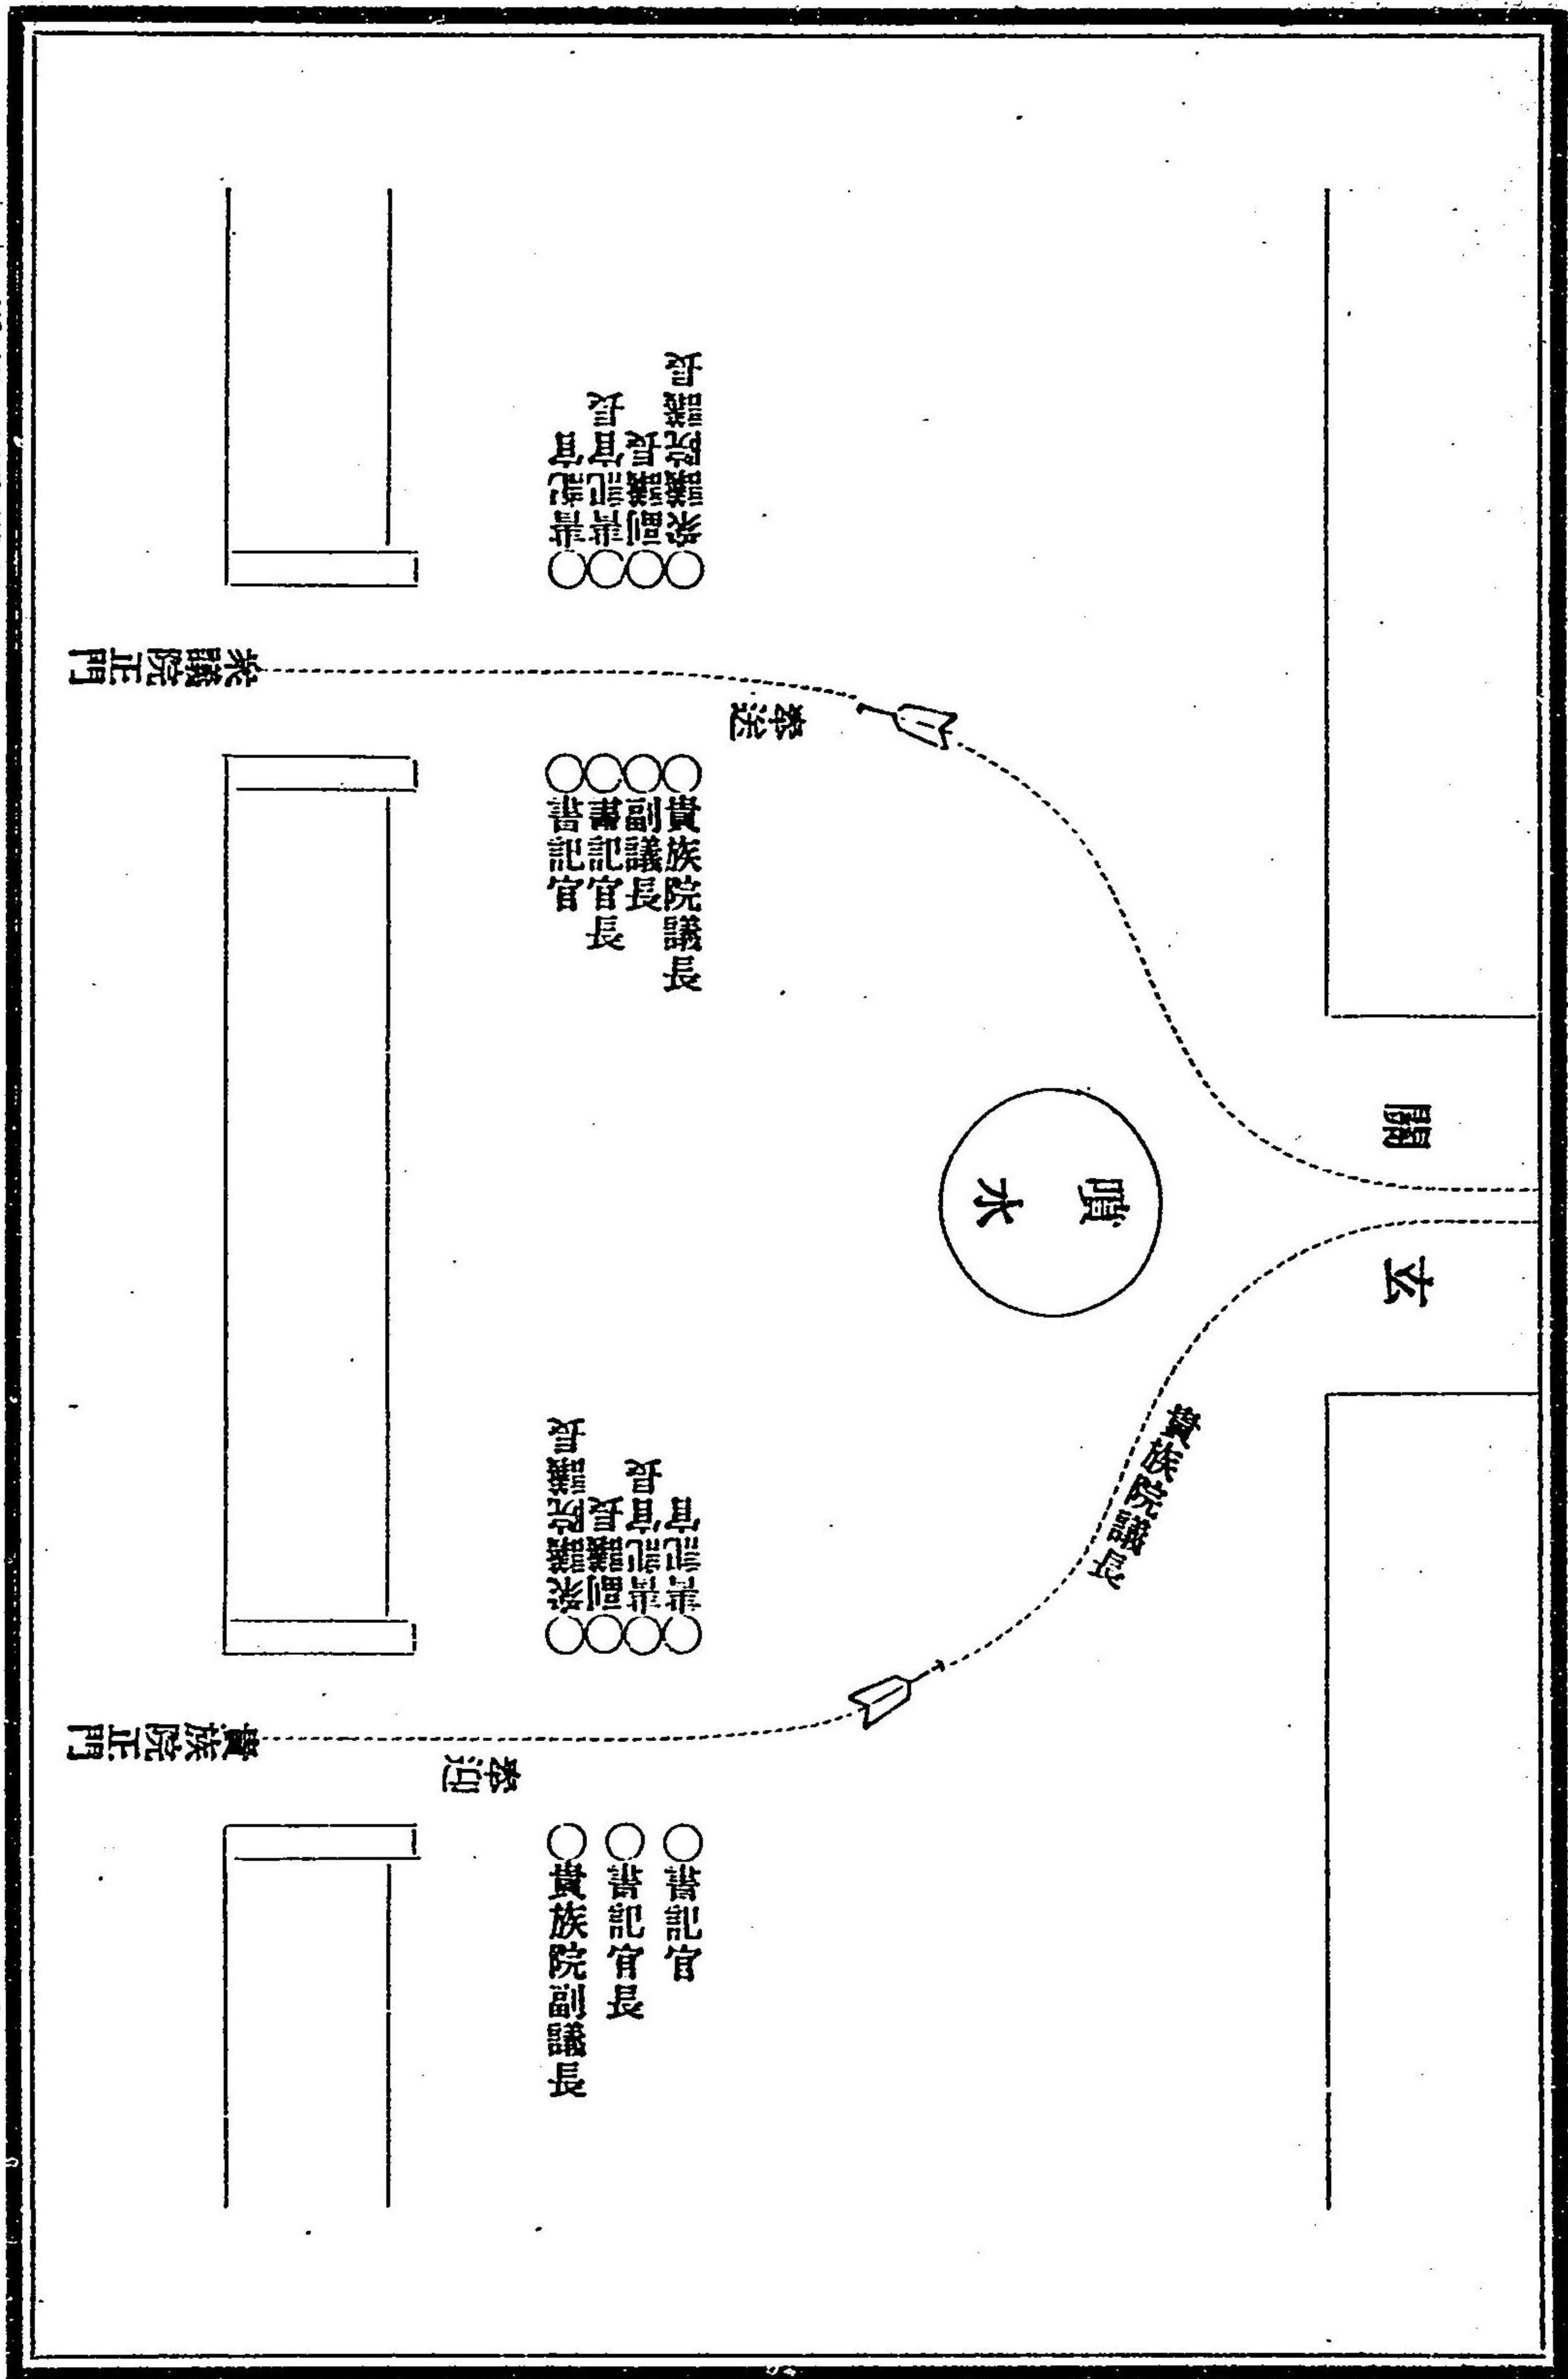 玄關
噴水
貴族院議長
衆議院議長
副議長
書記官長
書記官
衆議院正門
奉送
貴族院議長
副議長
書記官長
書記官
書記官
書記官長
副議長
衆議院議長
貴族院正門
奉迎
書記官
書記官長
貴族院副議長